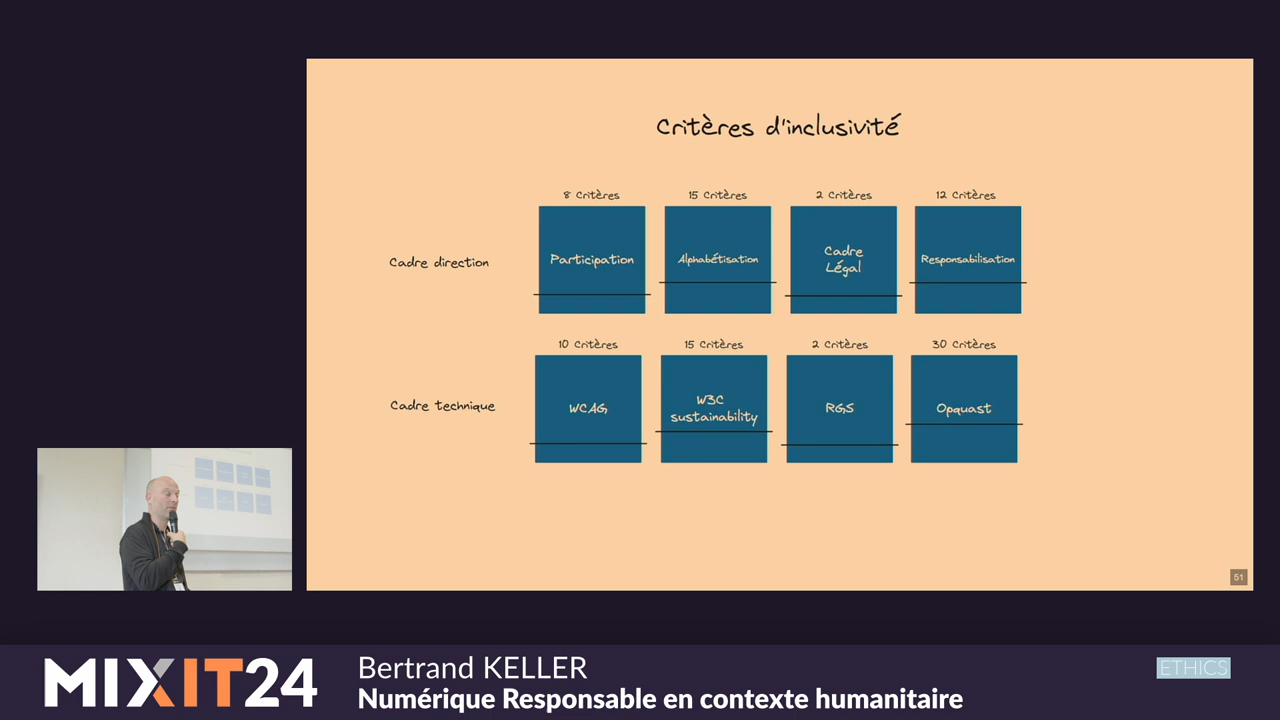 Critères d'inclusivité
8 Critères
15 Critères
2 Critères
12 Critères
Cadre direction
Participation
Alphabétisation
Cadre
Légal
Responsabilisation
10 Critères
15 Critères
2 Critères
30 Critères
Cadre technique
WCAG
W3C
sustainability
RGS
Opquast
51
MIXIT24
Bertrand KELLER
Numérique Responsable en contexte humanitaire
ETHICS